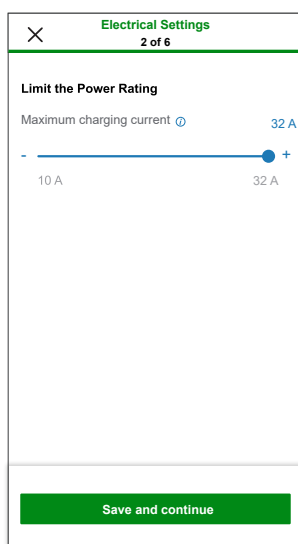 Electrical Settings
2 of 6
Limit the Power Rating
Maximum charging current
32 A
- +
10 A 32 A
Save and continue